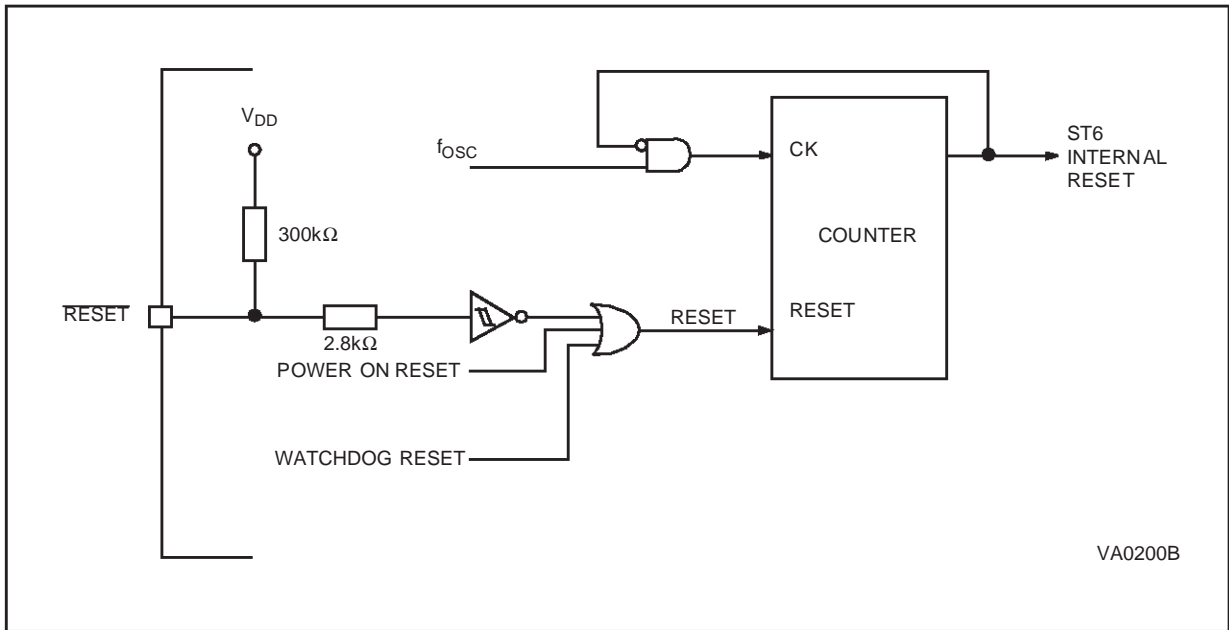 V_DD
f_OSC
CK
ST6
INTERNAL
RESET
300kΩ
COUNTER
RESET
2.8kΩ
RESET
RESET
POWER ON RESET
WATCHDOG RESET
VA0200B